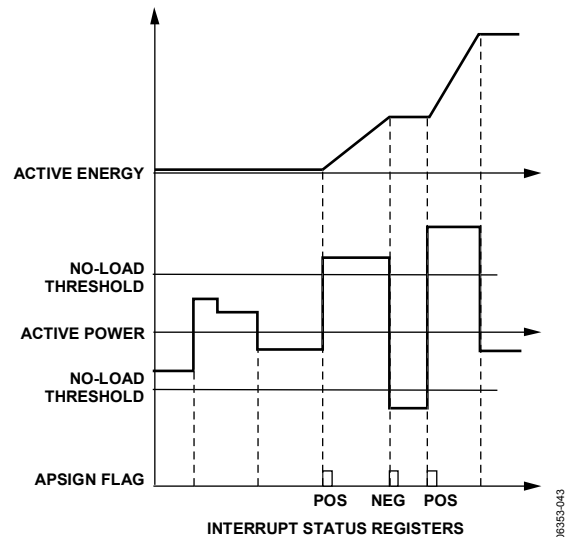 ACTIVE ENERGY
NO-LOAD
THRESHOLD
ACTIVE POWER
NO-LOAD
THRESHOLD
APSIGN FLAG
POS NEG POS
INTERRUPT STATUS REGISTERS
06353-043